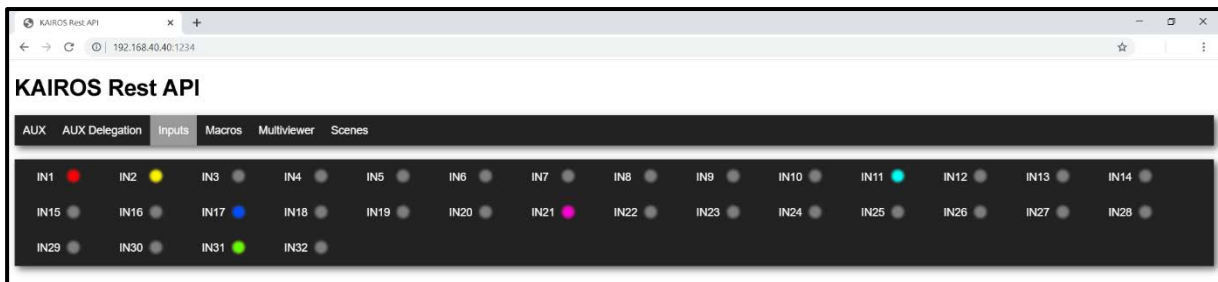 KAIROS Rest API
192.168.40.40:1234
KAIROS Rest API
AUX AUX Delegation Inputs Macros Multiviewer Scenes
IN1 IN2 IN3 IN4 IN5 IN6 IN7 IN8 IN9 IN10 IN11 IN12 IN13 IN14
IN15 IN16 IN17 IN18 IN19 IN20 IN21 IN22 IN23 IN24 IN25 IN26 IN27 IN28
IN29 IN30 IN31 IN32